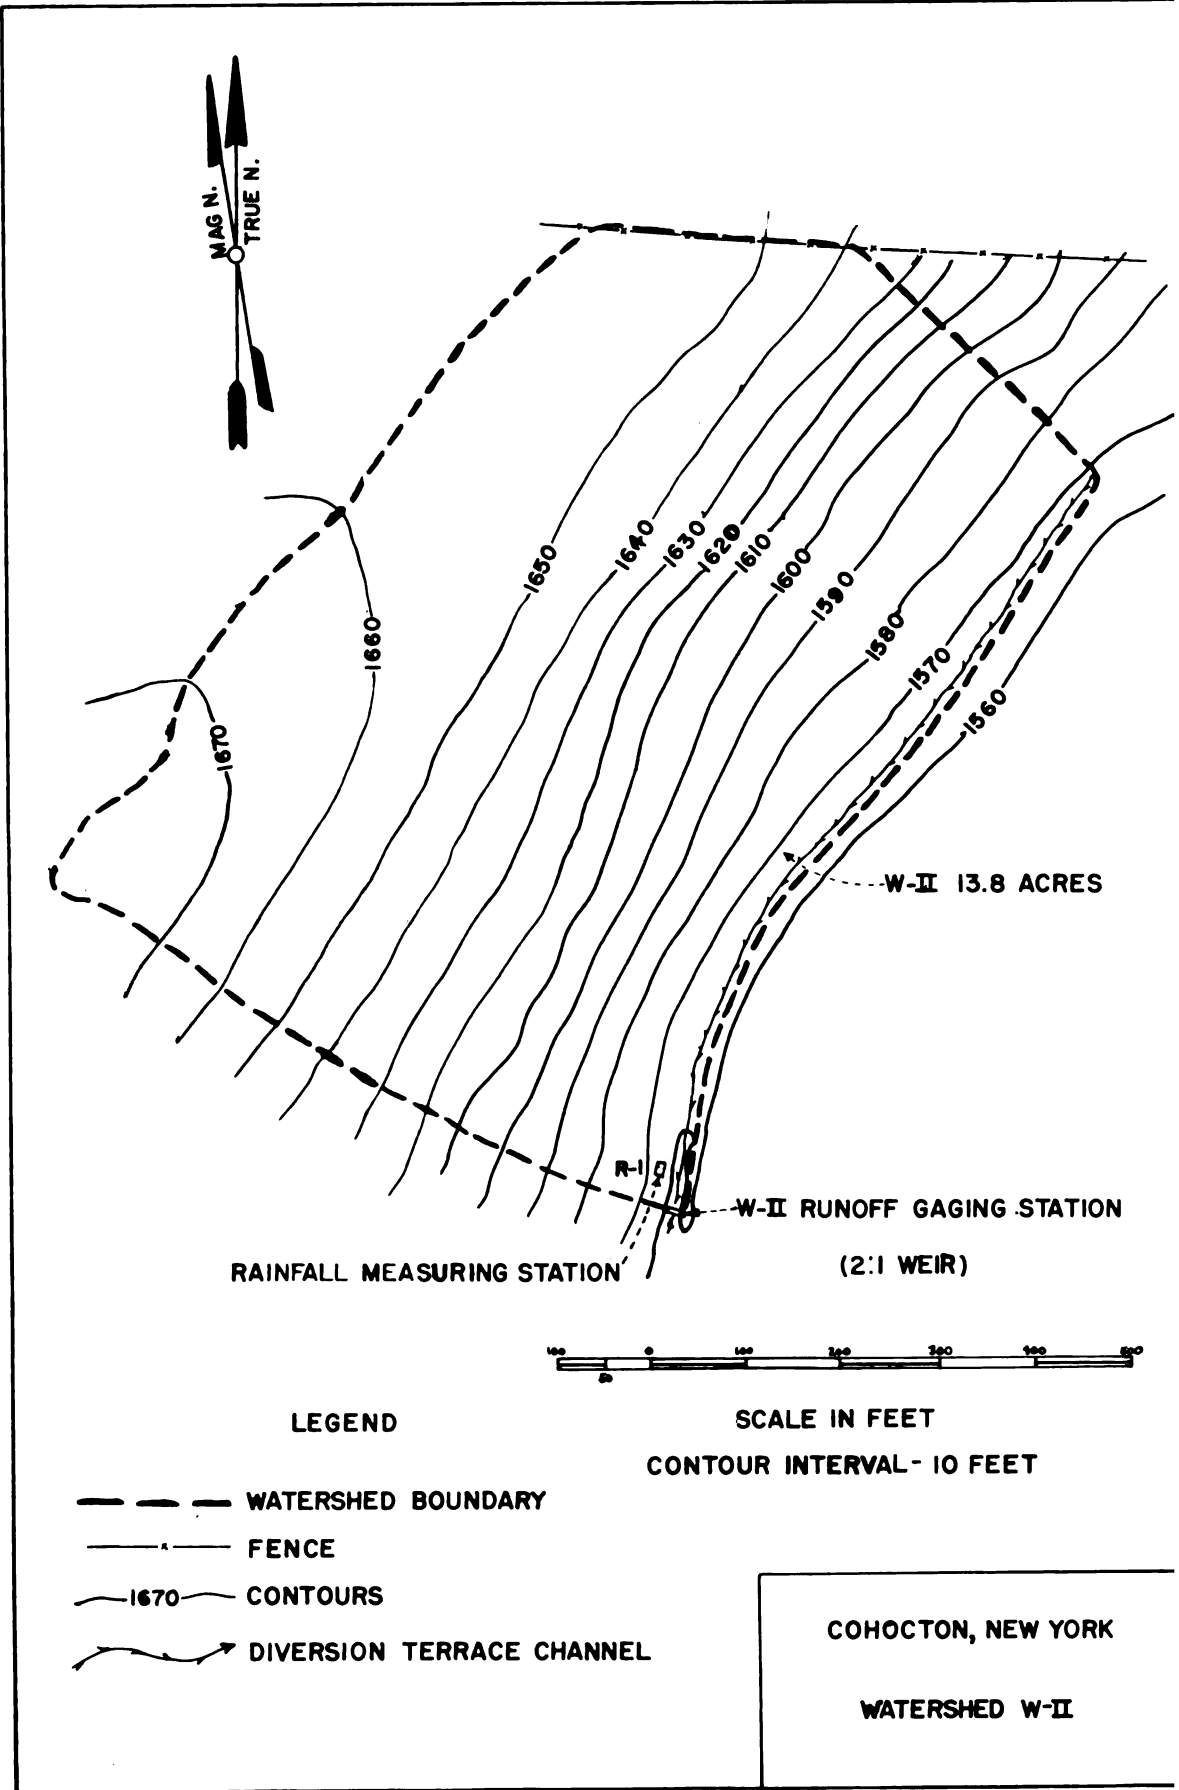 MAG N.
TRUE N.
1650
1640
1630
1620
1610
1600
1590
1580
1570
1560
1660
1670
W-II 13.8 ACRES
R-1
W-II RUNOFF GAGING STATION
(2:1 WEIR)
RAINFALL MEASURING STATION
100 0 100 200 300 400 500
50
SCALE IN FEET
CONTOUR INTERVAL- 10 FEET
LEGEND
WATERSHED BOUNDARY
x FENCE
1670 CONTOURS
DIVERSION TERRACE CHANNEL
COHOCTON, NEW YORK
WATERSHED W-II